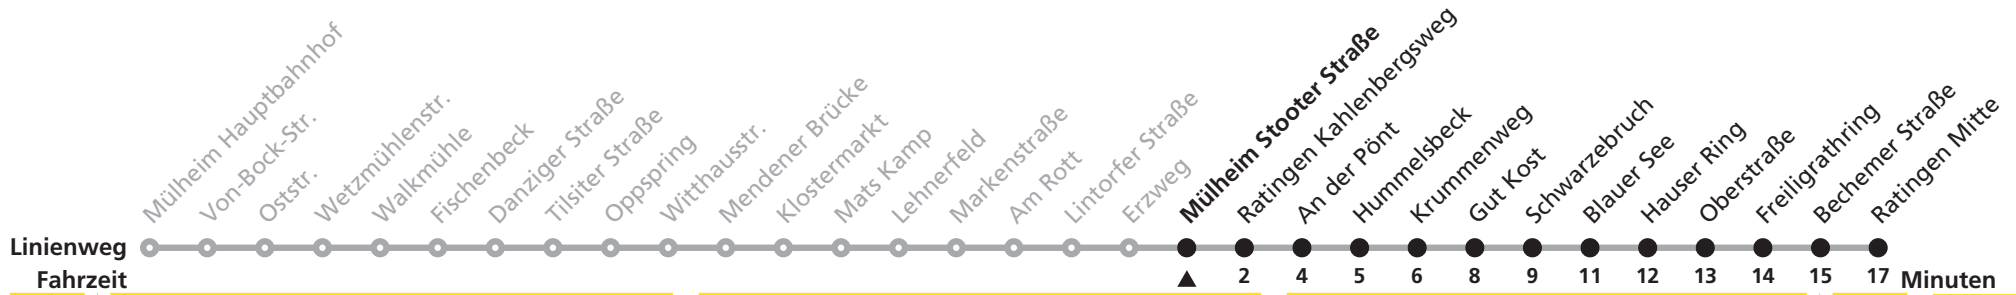 Mülheim Hauptbahnhof
Von-Bock-Str.
Oststr.
Wetzmühlenstr.
Walkmühle
Fischenbeck
Danziger Straße
Tilsiter Straße
Oppspring
Witthausstr.
Mendener Brücke
Klostermarkt
Mats Kamp
Lehnerfeld
Markenstraße
Am Rott
Lintorfer Straße
Erzweg
Mülheim Stooter Straße
Ratingen Kahlenbergsweg
An der Pönt
Hummelsbeck
Krummenweg
Gut Kost
Schwarzebruch
Blauer See
Hauser Ring
Oberstraße
Freiligrathring
Bechemer Straße
Ratingen Mitte
Linienweg
Fahrzeit ▲ 2 4 5 6 8 9 11 12 13 14 15 17 Minuten